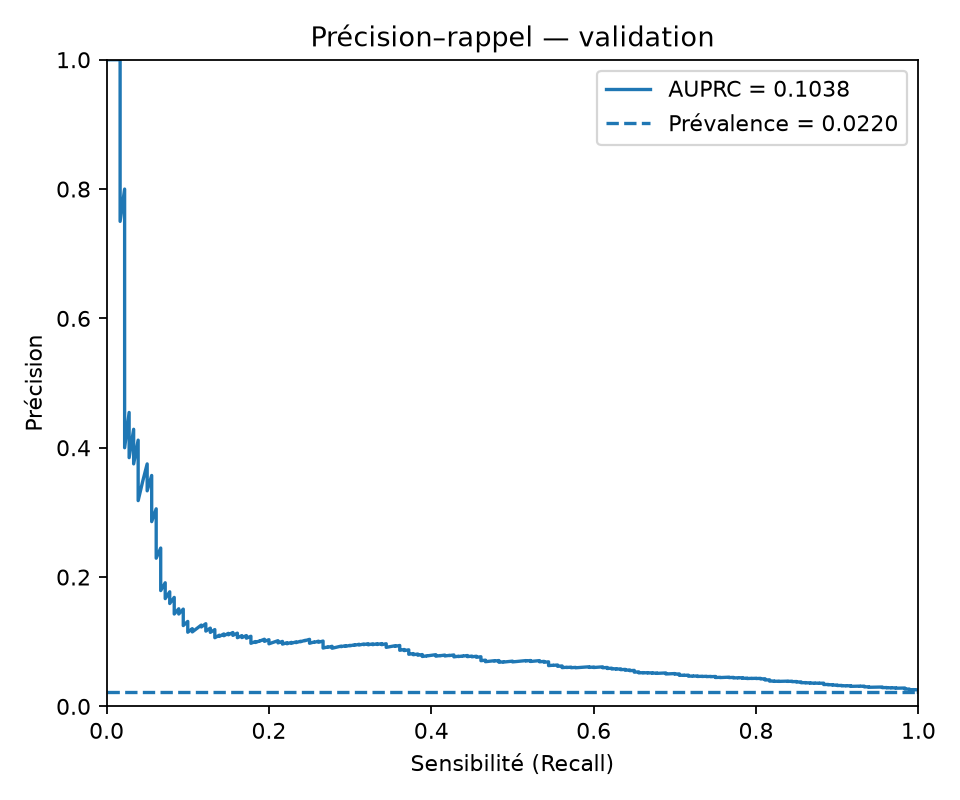 Précision–rappel — validation
AUPRC = 0.1038
Prévalence = 0.0220
Précision
1.0
0.8
0.6
0.4
0.2
0.0
0.0 0.2 0.4 0.6 0.8 1.0
Sensibilité (Recall)